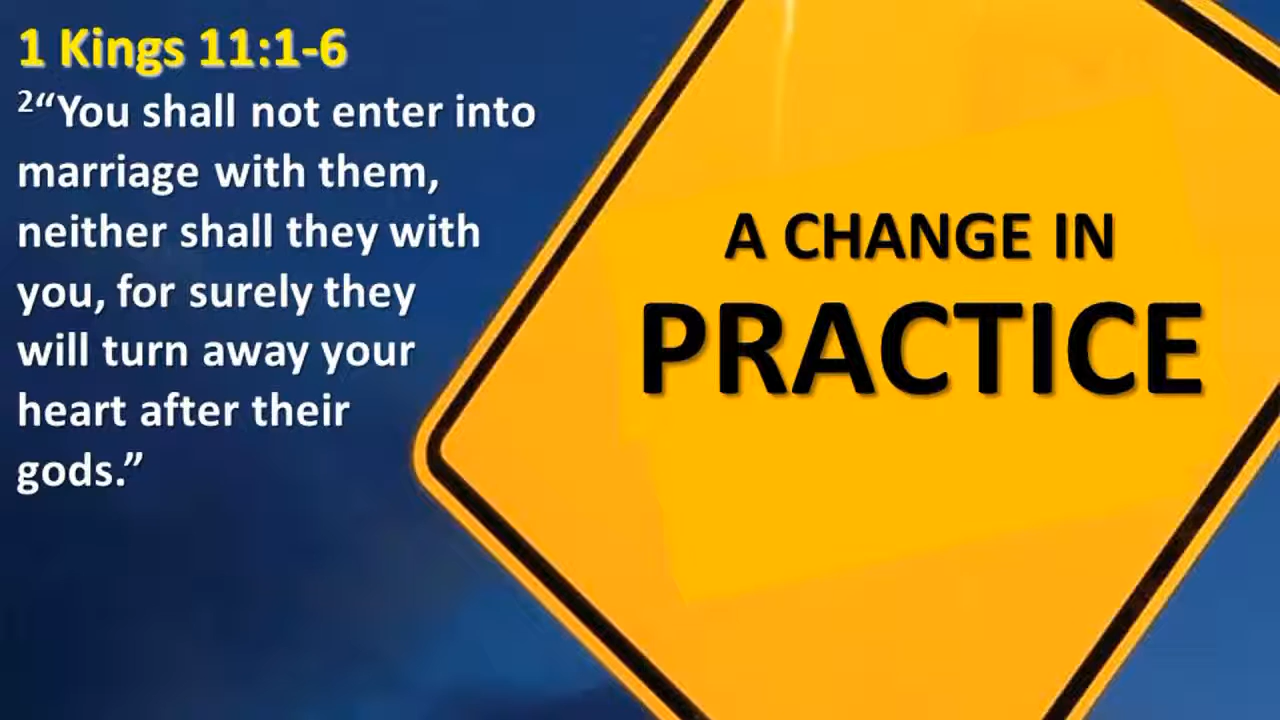 1 Kings 11:1-6
²“You shall not enter into
marriage with them,
neither shall they with
you, for surely they
will turn away your
heart after their
gods.”
A CHANGE IN
PRACTICE